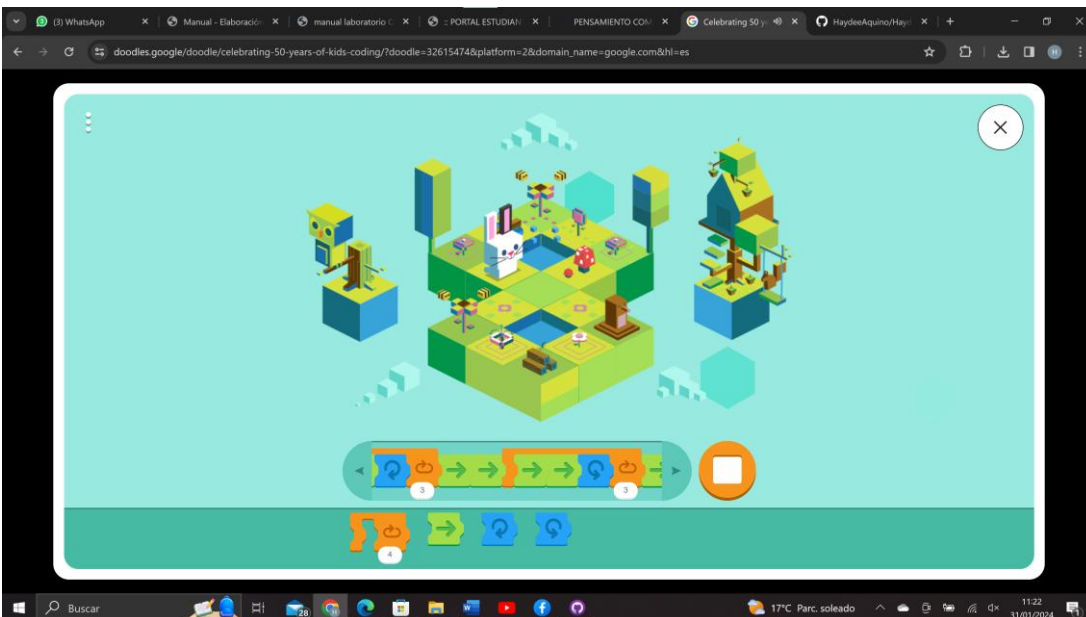 (3) WhatsApp
Manual - Elaboración
manual laboratorio C
:: PORTAL ESTUDIAN
PENSAMIENTO COM
Celebrating 50 y
HaydeeAquino/Hayd
doodles.google/doodle/celebrating-50-years-of-kids-coding/?doodle=32615474&platform=2&domain_name=google.com&hl=es
H
3
3
4
Buscar
28
17°C Parc. soleado
11:22
31/01/2024
1